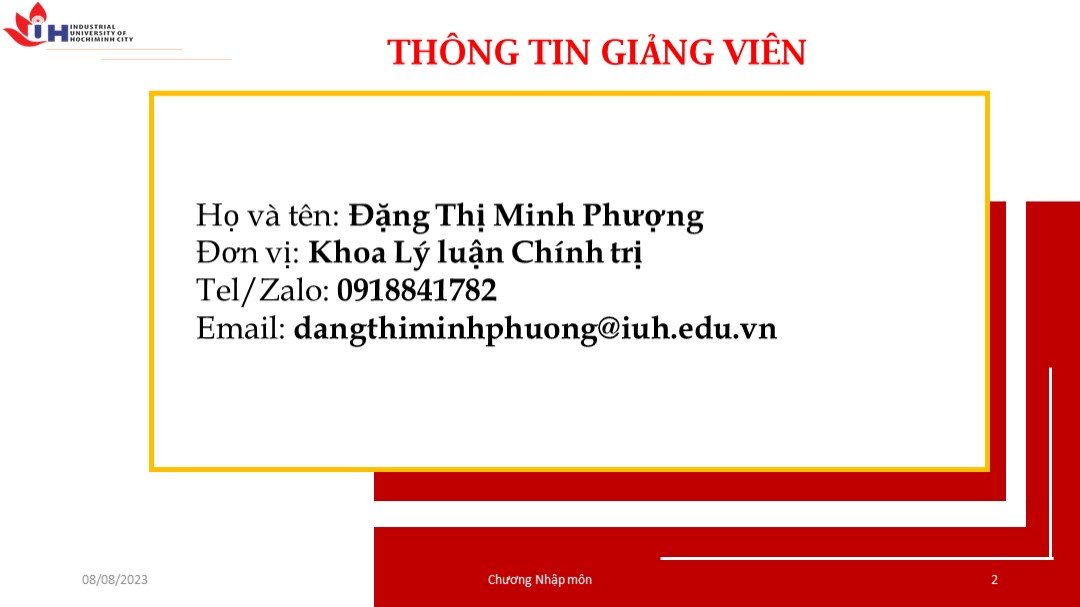 IUH INDUSTRIAL
UNIVERSITY OF
HOCHIMINH CITY
THÔNG TIN GIẢNG VIÊN
Họ và tên: Đặng Thị Minh Phượng
Đơn vị: Khoa Lý luận Chính trị
Tel/Zalo: 0918841782
Email: dangthiminhphuong@iuh.edu.vn
08/08/2023
Chương Nhập môn
2